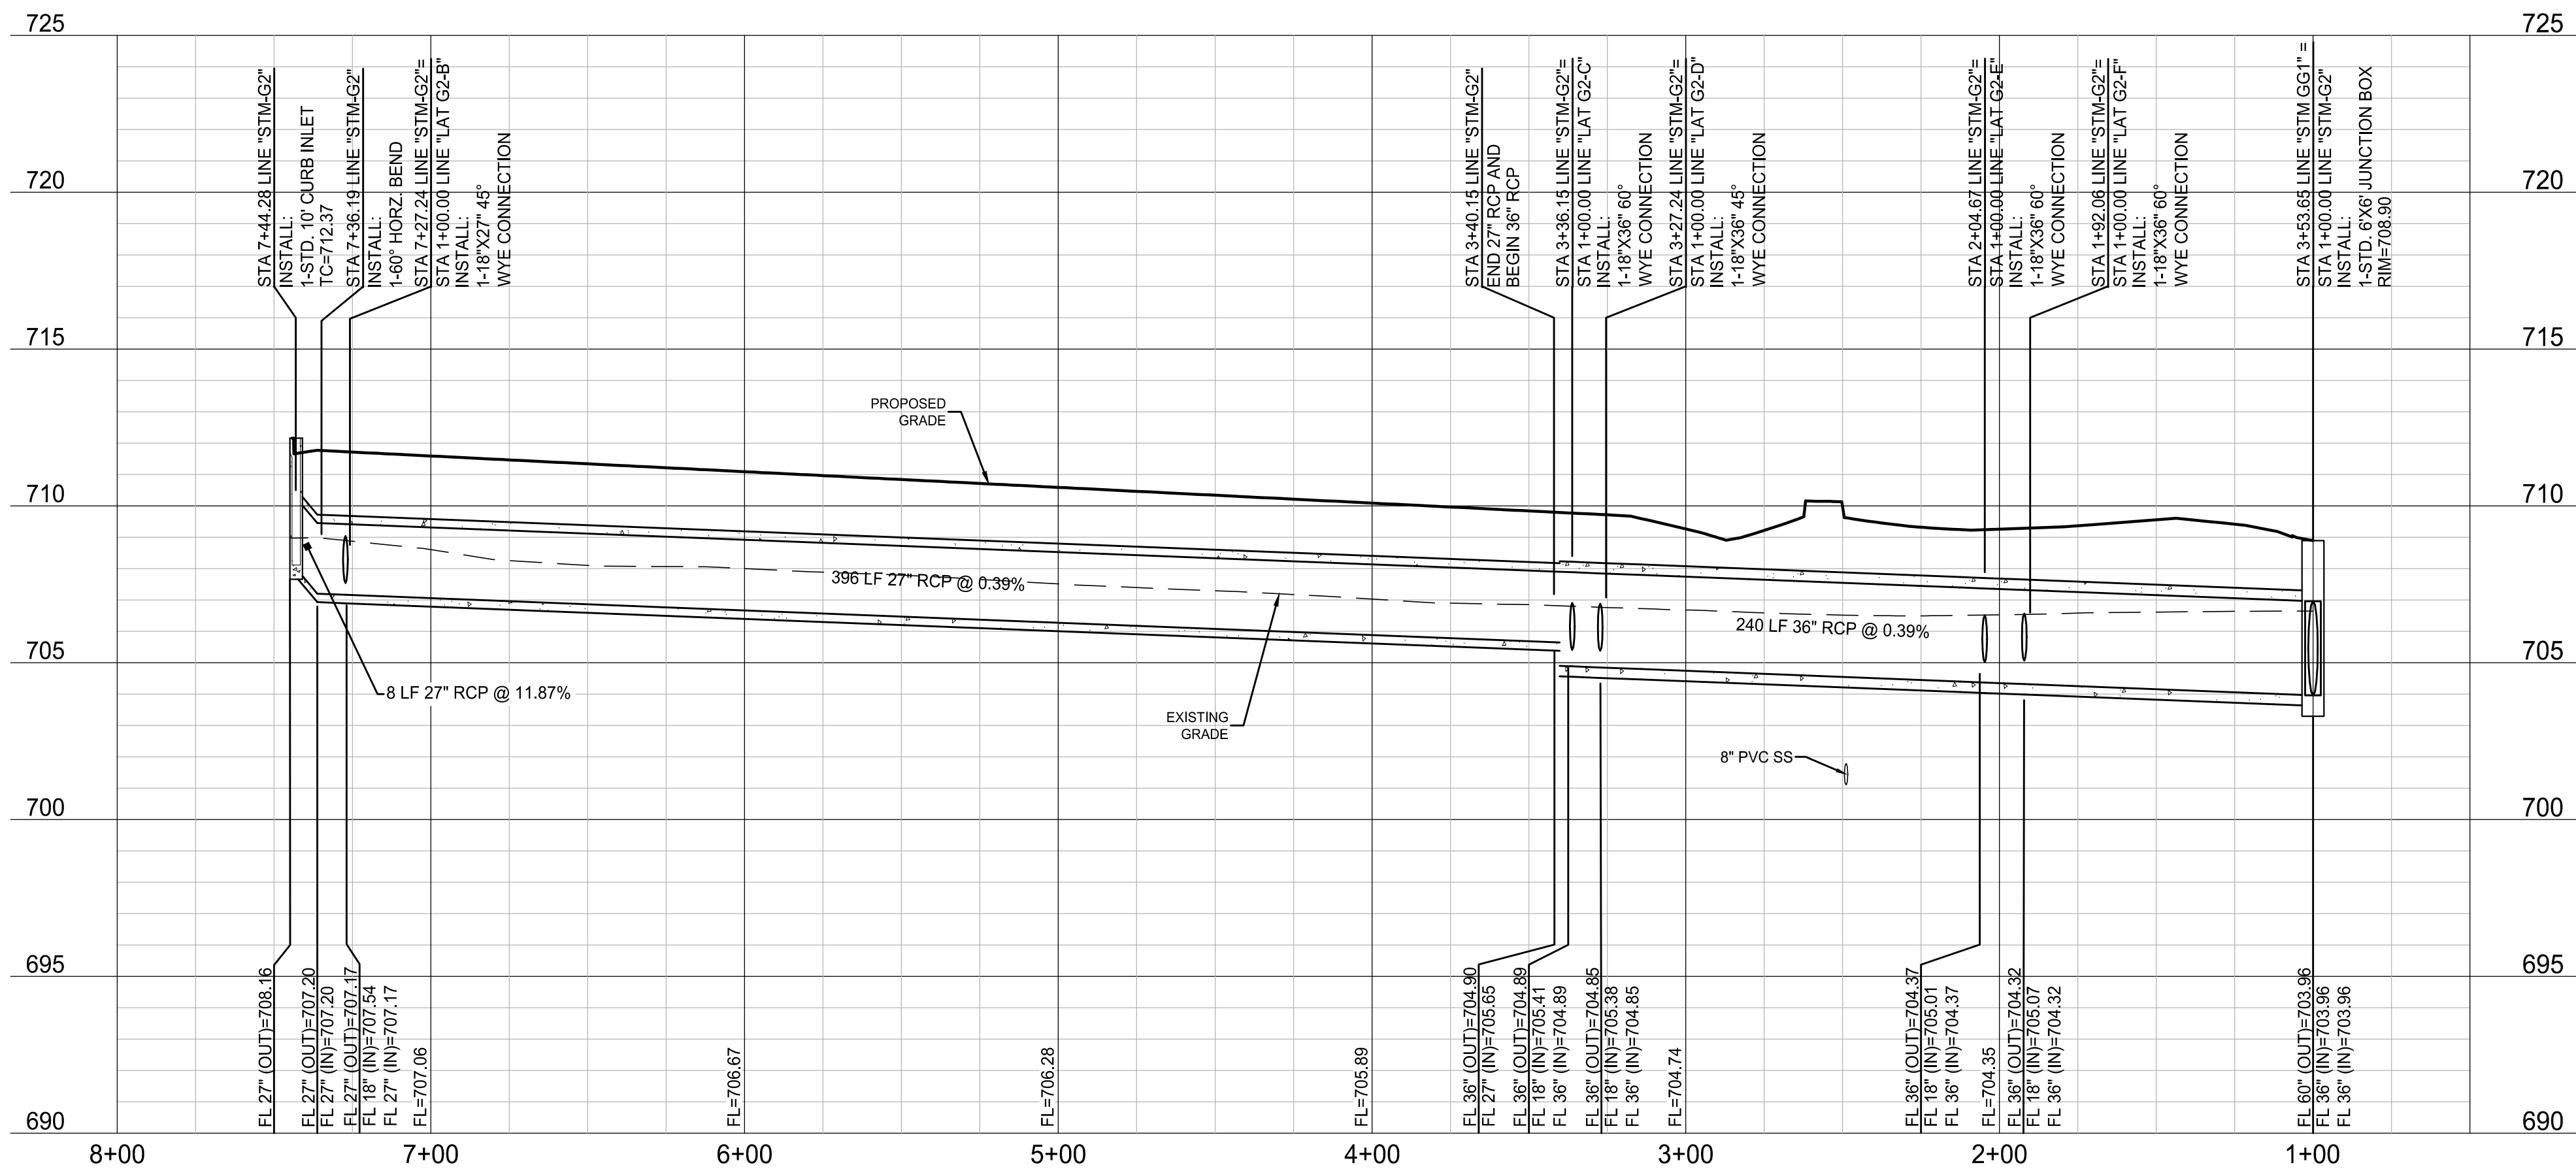 725
720
715
710
705
700
695
690
725
720
715
710
705
700
695
690
STA 7+44.28 LINE "STM-G2"
INSTALL:
1-STD. 10' CURB INLET
TC=712.37
STA 7+36.19 LINE "STM-G2"
INSTALL:
1-60° HORZ. BEND
STA 7+27.24 LINE "STM-G2"=
STA 1+00.00 LINE "LAT G2-B"
INSTALL:
1-18"X27" 45°
WYE CONNECTION
STA 3+40.15 LINE "STM-G2"
END 27" RCP AND
BEGIN 36" RCP
STA 3+36.15 LINE "STM-G2"=
STA 1+00.00 LINE "LAT G2-C"
INSTALL:
1-18"X36" 60°
WYE CONNECTION
STA 3+27.24 LINE "STM-G2"=
STA 1+00.00 LINE "LAT G2-D"
INSTALL:
1-18"X36" 45°
WYE CONNECTION
STA 2+04.67 LINE "STM-G2"=
STA 1+00.00 LINE "LAT G2-E"
INSTALL:
1-18"X36" 60°
WYE CONNECTION
STA 1+92.06 LINE "STM-G2"=
STA 1+00.00 LINE "LAT G2-F"
INSTALL:
1-18"X36" 60°
WYE CONNECTION
STA 3+53.65 LINE "STM GG1" =
STA 1+00.00 LINE "STM-G2"
INSTALL:
1-STD. 6'X6' JUNCTION BOX
RIM=708.90
PROPOSED
GRADE
396 LF 27" RCP @ 0.39%
240 LF 36" RCP @ 0.39%
8 LF 27" RCP @ 11.87%
EXISTING
GRADE
8" PVC SS
FL 27" (OUT)=708.16
FL 27" (OUT)=707.20
FL 27" (IN)=707.20
FL 27" (OUT)=707.17
FL 18" (IN)=707.54
FL 27" (IN)=707.17
FL=707.06
FL=706.67
FL=706.28
FL=705.89
FL 36" (OUT)=704.90
FL 27" (IN)=705.65
FL 36" (OUT)=704.89
FL 18" (IN)=705.41
FL 36" (IN)=704.89
FL 36" (OUT)=704.85
FL 18" (IN)=705.38
FL 36" (IN)=704.85
FL=704.74
FL 36" (OUT)=704.37
FL 18" (IN)=705.01
FL 36" (IN)=704.37
FL=704.35
FL 36" (OUT)=704.32
FL 18" (IN)=705.07
FL 36" (IN)=704.32
FL 60" (OUT)=703.96
FL 36" (IN)=703.96
FL 36" (IN)=703.96
8+00
7+00
6+00
5+00
4+00
3+00
2+00
1+00